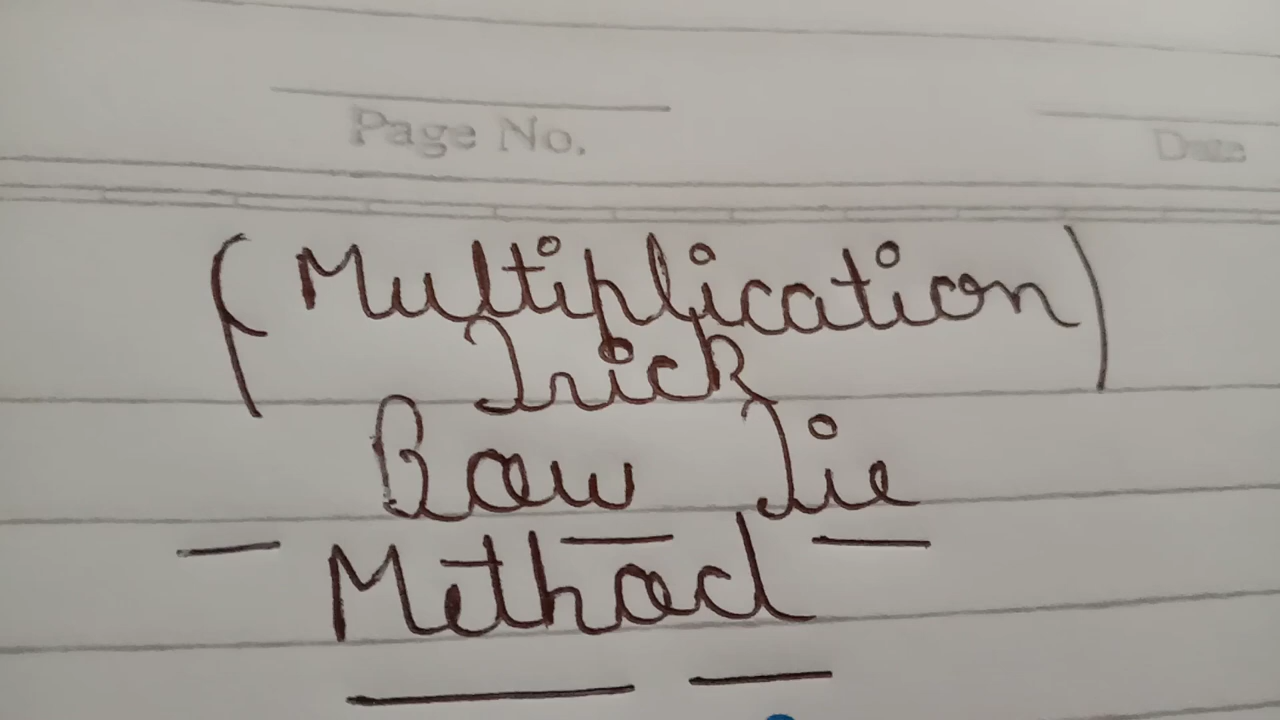 Page No.
Date
(Multiplication)
Trick
Bow Tie
Method